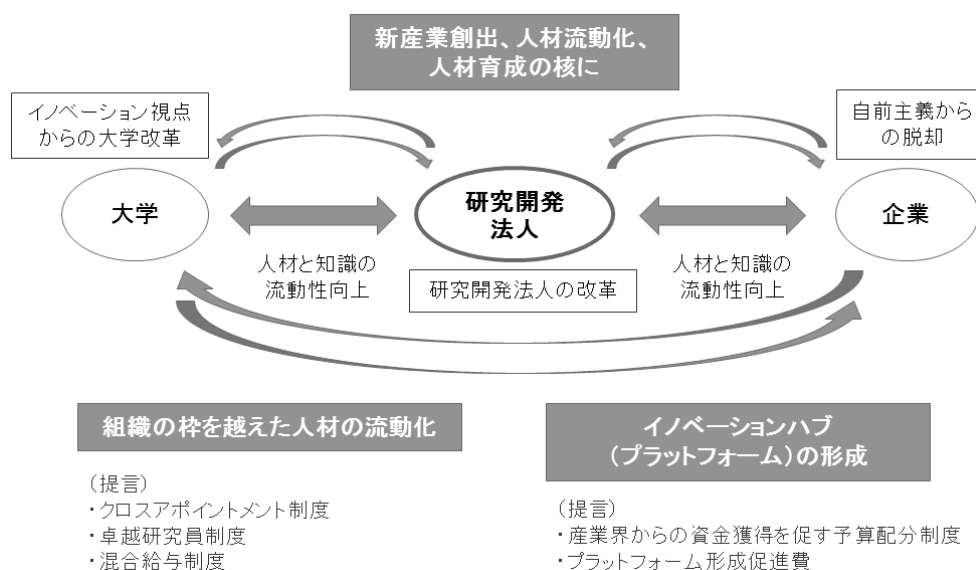 新産業創出、人材流動化、
人材育成の核に
イノベーション視点
からの大学改革
自前主義から
の脱却
大学
研究開発
法人
企業
人材と知識の
流動性向上
研究開発法人の改革
人材と知識の
流動性向上
組織の枠を越えた人材の流動化
（提言）
・クロスアポイントメント制度
・卓越研究員制度
・混合給与制度
イノベーションハブ
（プラットフォーム）の形成
（提言）
・産業界からの資金獲得を促す予算配分制度
・プラットフォーム形成促進費